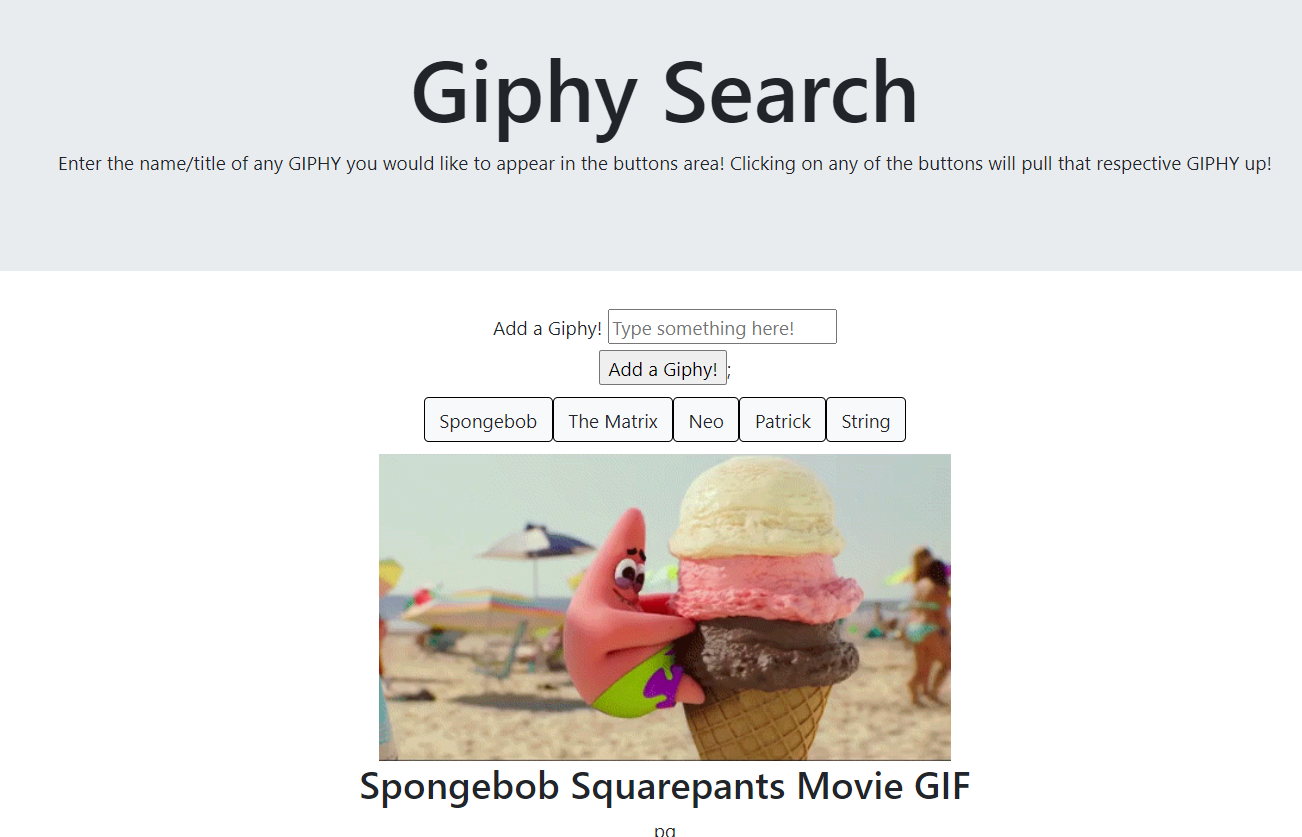 Giphy Search
Enter the name/title of any GIPHY you would like to appear in the buttons area! Clicking on any of the buttons will pull that respective GIPHY up!
Add a Giphy! Type something here!
Add a Giphy!;
Spongebob The Matrix Neo Patrick String
Spongebob Squarepants Movie GIF
pg